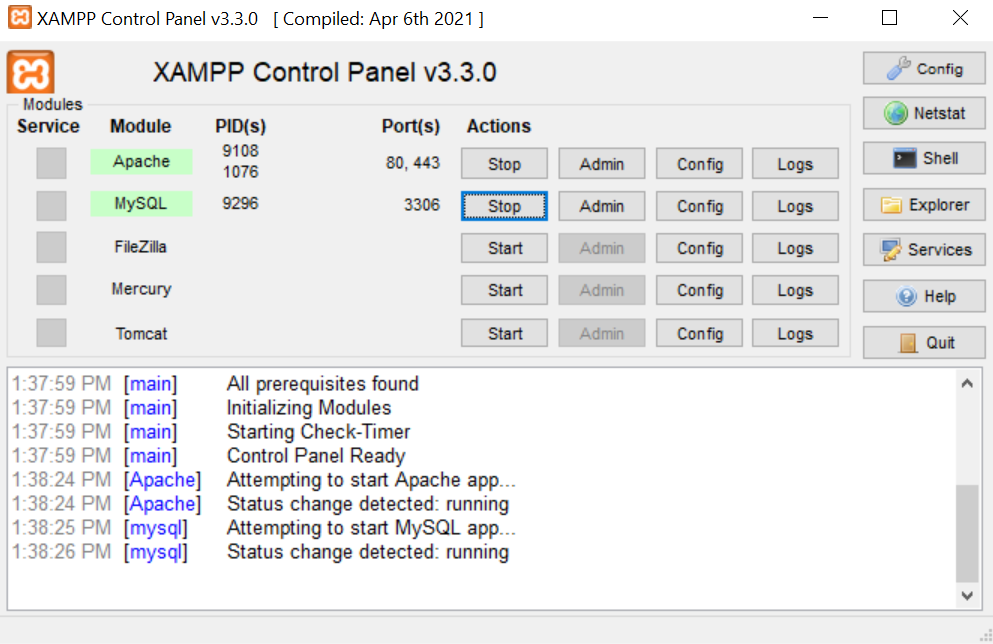 XAMPP Control Panel v3.3.0 [ Compiled: Apr 6th 2021 ]
XAMPP Control Panel v3.3.0
Config
Modules
Service Module PID(s) Port(s) Actions
Netstat
Apache 9108 1076 80, 443 Stop Admin Config Logs
Shell
MySQL 9296 3306 Stop Admin Config Logs
Explorer
FileZilla Start Admin Config Logs
Services
Mercury Start Admin Config Logs
Help
Tomcat Start Admin Config Logs
Quit
1:37:59 PM [main] All prerequisites found
1:37:59 PM [main] Initializing Modules
1:37:59 PM [main] Starting Check-Timer
1:37:59 PM [main] Control Panel Ready
1:38:24 PM [Apache] Attempting to start Apache app...
1:38:24 PM [Apache] Status change detected: running
1:38:25 PM [mysql] Attempting to start MySQL app...
1:38:26 PM [mysql] Status change detected: running